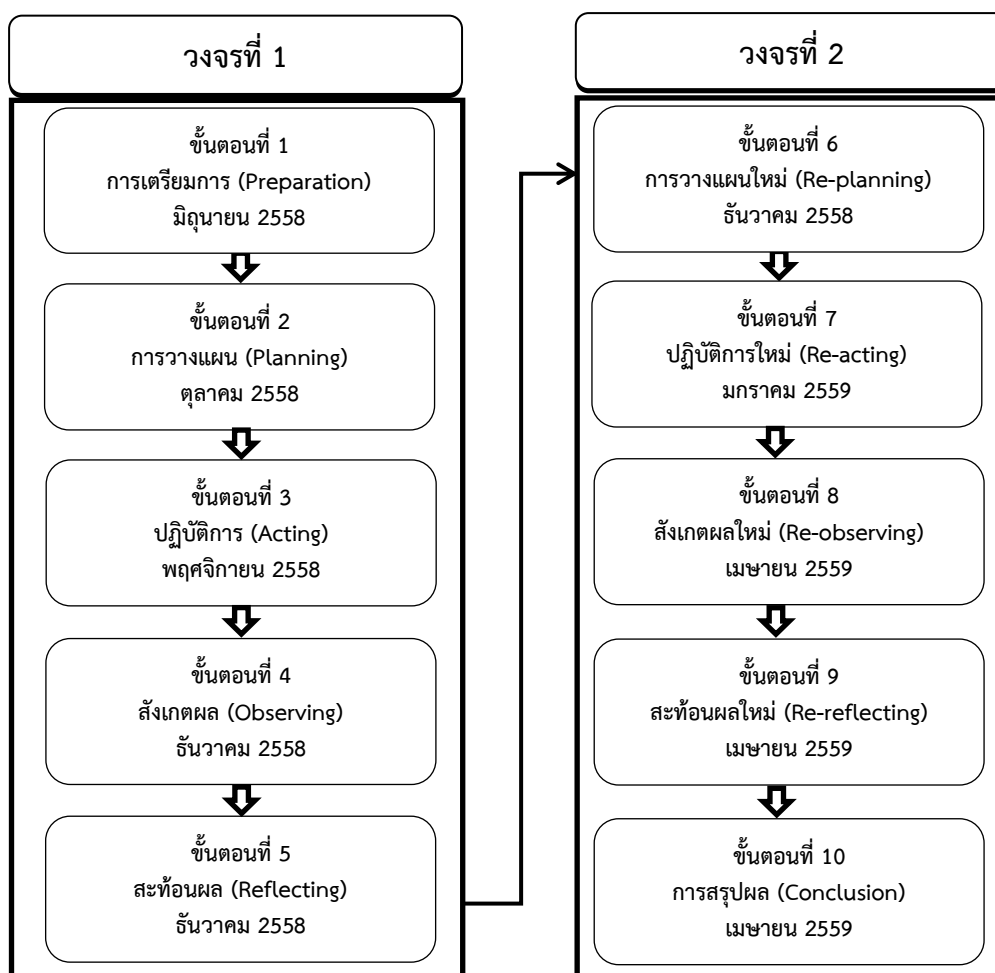 วงจรที่ 1
ขั้นตอนที่ 1
การเตรียมการ (Preparation)
มิถุนายน 2558
ขั้นตอนที่ 2
การวางแผน (Planning)
ตุลาคม 2558
ขั้นตอนที่ 3
ปฏิบัติการ (Acting)
พฤศจิกายน 2558
ขั้นตอนที่ 4
สังเกตผล (Observing)
ธันวาคม 2558
ขั้นตอนที่ 5
สะท้อนผล (Reflecting)
ธันวาคม 2558
วงจรที่ 2
ขั้นตอนที่ 6
การวางแผนใหม่ (Re-planning)
ธันวาคม 2558
ขั้นตอนที่ 7
ปฏิบัติการใหม่ (Re-acting)
มกราคม 2559
ขั้นตอนที่ 8
สังเกตผลใหม่ (Re-observing)
เมษายน 2559
ขั้นตอนที่ 9
สะท้อนผลใหม่ (Re-reflecting)
เมษายน 2559
ขั้นตอนที่ 10
การสรุปผล (Conclusion)
เมษายน 2559